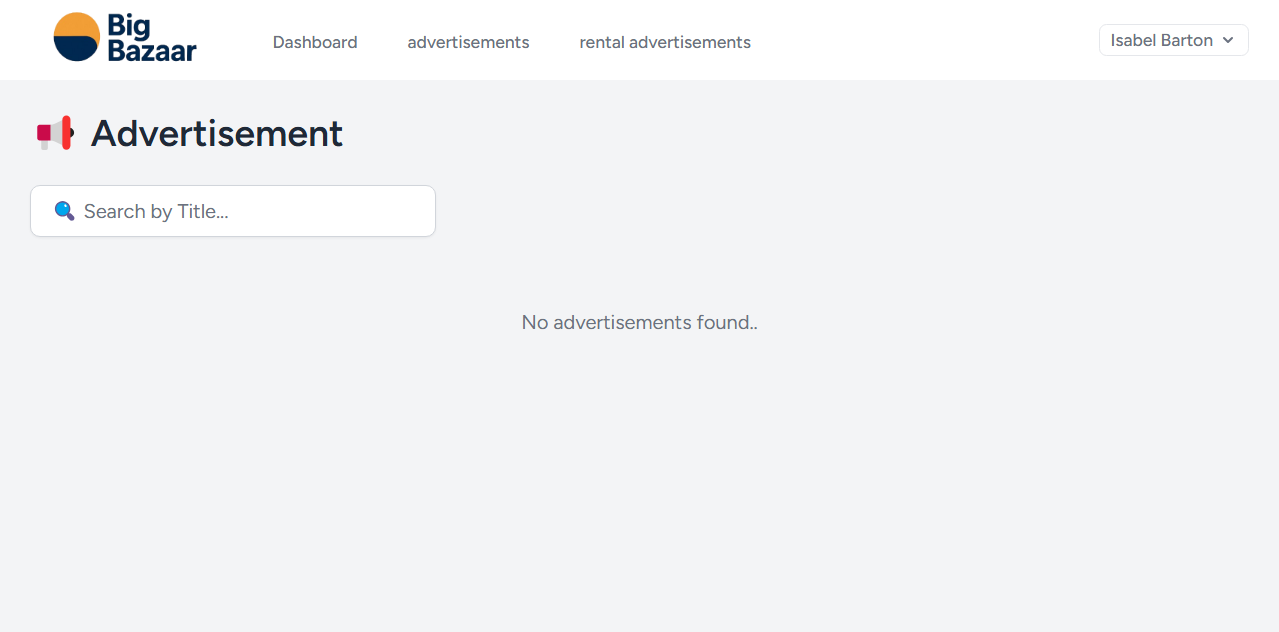 Big
Bazaar
Dashboard
advertisements
rental advertisements
Isabel Barton
Advertisement
Search by Title...
No advertisements found..